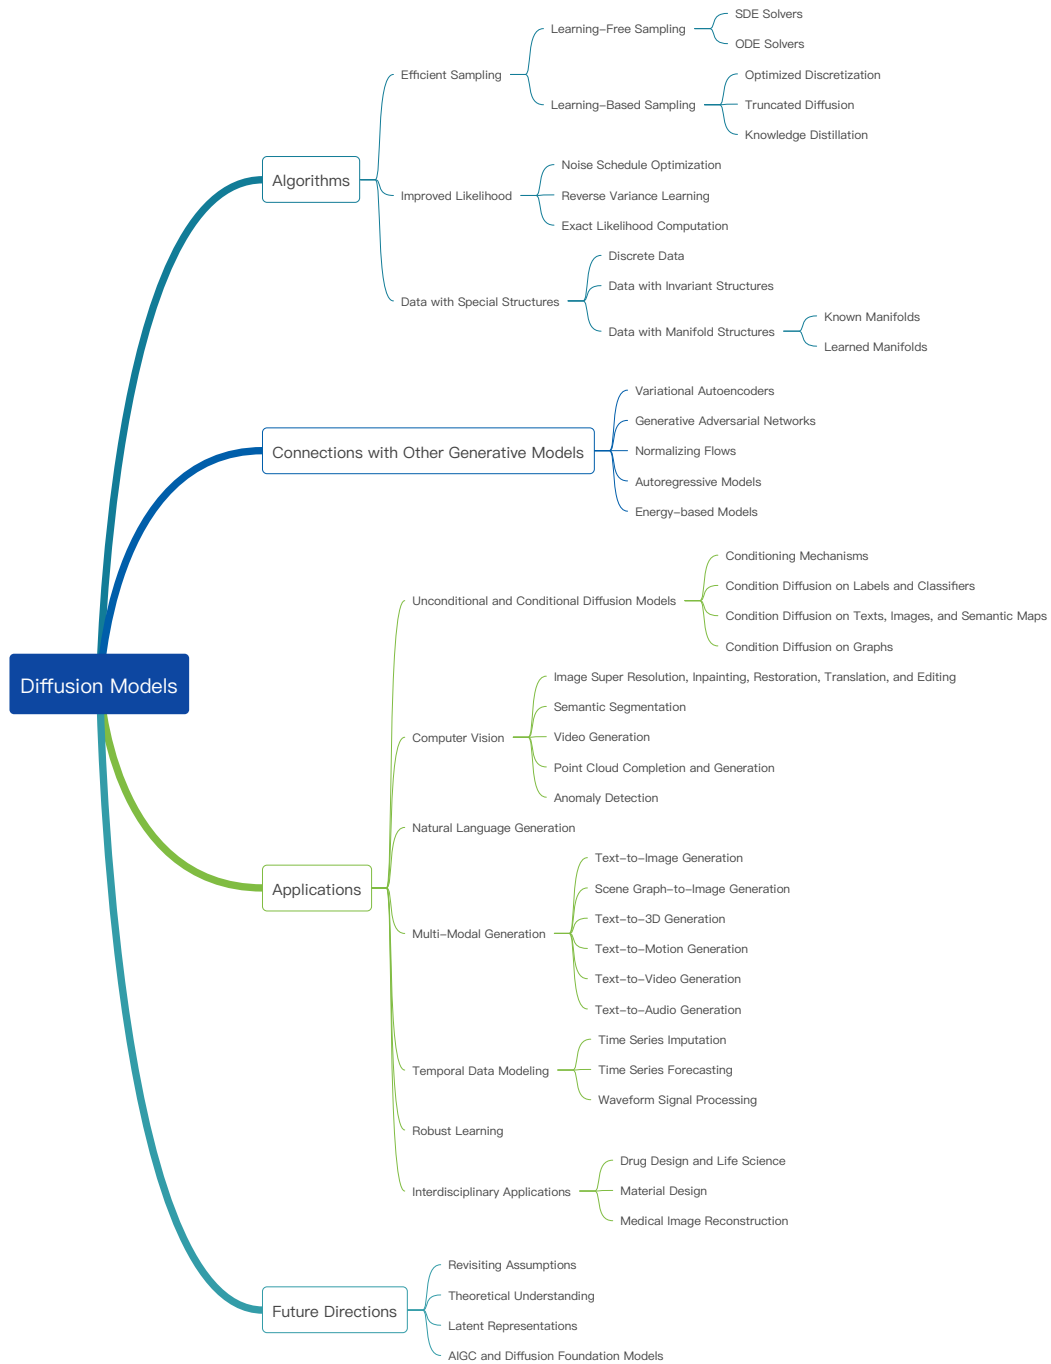 Diffusion Models
Algorithms
Efficient Sampling
Learning-Free Sampling
SDE Solvers
ODE Solvers
Learning-Based Sampling
Optimized Discretization
Truncated Diffusion
Knowledge Distillation
Improved Likelihood
Noise Schedule Optimization
Reverse Variance Learning
Exact Likelihood Computation
Data with Special Structures
Discrete Data
Data with Invariant Structures
Data with Manifold Structures
Known Manifolds
Learned Manifolds
Connections with Other Generative Models
Variational Autoencoders
Generative Adversarial Networks
Normalizing Flows
Autoregressive Models
Energy-based Models
Applications
Unconditional and Conditional Diffusion Models
Conditioning Mechanisms
Condition Diffusion on Labels and Classifiers
Condition Diffusion on Texts, Images, and Semantic Maps
Condition Diffusion on Graphs
Computer Vision
Image Super Resolution, Inpainting, Restoration, Translation, and Editing
Semantic Segmentation
Video Generation
Point Cloud Completion and Generation
Anomaly Detection
Natural Language Generation
Multi-Modal Generation
Text-to-Image Generation
Scene Graph-to-Image Generation
Text-to-3D Generation
Text-to-Motion Generation
Text-to-Video Generation
Text-to-Audio Generation
Temporal Data Modeling
Time Series Imputation
Time Series Forecasting
Waveform Signal Processing
Robust Learning
Interdisciplinary Applications
Drug Design and Life Science
Material Design
Medical Image Reconstruction
Future Directions
Revisiting Assumptions
Theoretical Understanding
Latent Representations
AIGC and Diffusion Foundation Models